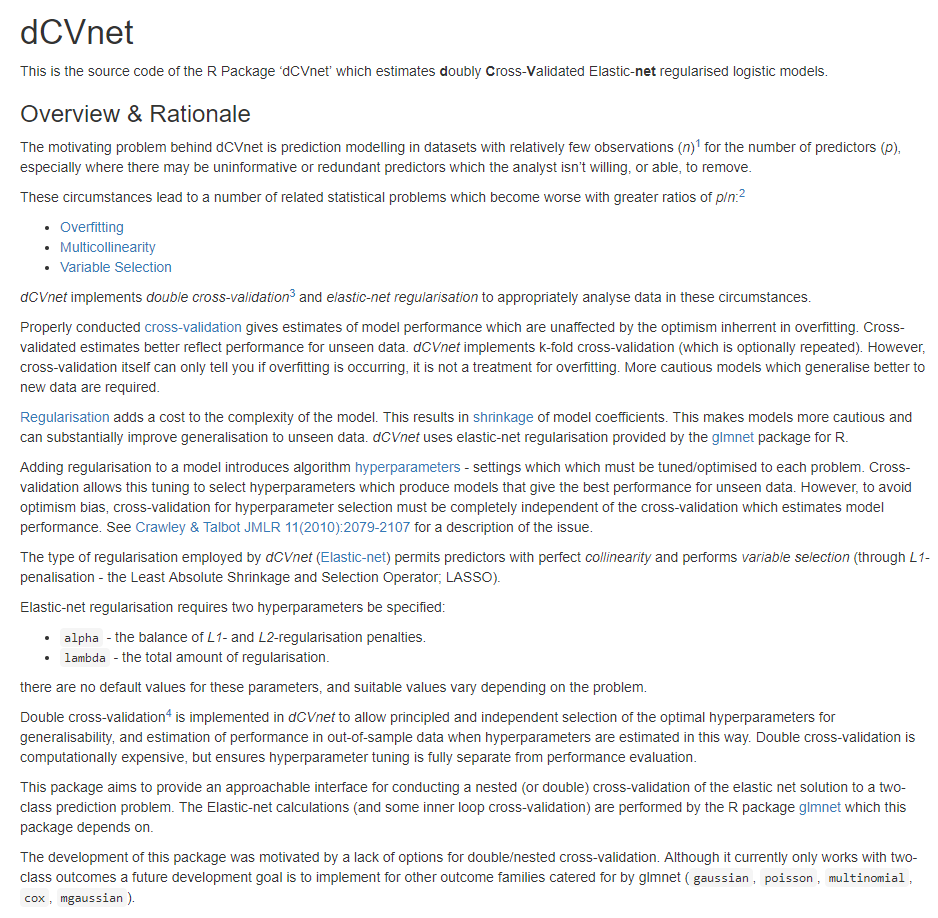 dCVnet
This is the source code of the R Package ‘dCVnet’ which estimates doubly Cross-Validated Elastic-net regularised logistic models.
Overview & Rationale
The motivating problem behind dCVnet is prediction modelling in datasets with relatively few observations (n)1 for the number of predictors (p),
especially where there may be uninformative or redundant predictors which the analyst isn’t willing, or able, to remove.
These circumstances lead to a number of related statistical problems which become worse with greater ratios of p/n:2
• Overfitting
• Multicollinearity
• Variable Selection
dCVnet implements double cross-validation3 and elastic-net regularisation to appropriately analyse data in these circumstances.
Properly conducted cross-validation gives estimates of model performance which are unaffected by the optimism inherrent in overfitting. Cross-
validated estimates better reflect performance for unseen data. dCVnet implements k-fold cross-validation (which is optionally repeated). However,
cross-validation itself can only tell you if overfitting is occurring, it is not a treatment for overfitting. More cautious models which generalise better to
new data are required.
Regularisation adds a cost to the complexity of the model. This results in shrinkage of model coefficients. This makes models more cautious and
can substantially improve generalisation to unseen data. dCVnet uses elastic-net regularisation provided by the glmnet package for R.
Adding regularisation to a model introduces algorithm hyperparameters - settings which which must be tuned/optimised to each problem. Cross-
validation allows this tuning to select hyperparameters which produce models that give the best performance for unseen data. However, to avoid
optimism bias, cross-validation for hyperparameter selection must be completely independent of the cross-validation which estimates model
performance. See Crawley & Talbot JMLR 11(2010):2079-2107 for a description of the issue.
The type of regularisation employed by dCVnet (Elastic-net) permits predictors with perfect collinearity and performs variable selection (through L1-
penalisation - the Least Absolute Shrinkage and Selection Operator; LASSO).
Elastic-net regularisation requires two hyperparameters be specified:
• alpha - the balance of L1- and L2-regularisation penalties.
• lambda - the total amount of regularisation.
there are no default values for these parameters, and suitable values vary depending on the problem.
Double cross-validation4 is implemented in dCVnet to allow principled and independent selection of the optimal hyperparameters for
generalisability, and estimation of performance in out-of-sample data when hyperparameters are estimated in this way. Double cross-validation is
computationally expensive, but ensures hyperparameter tuning is fully separate from performance evaluation.
This package aims to provide an approachable interface for conducting a nested (or double) cross-validation of the elastic net solution to a two-
class prediction problem. The Elastic-net calculations (and some inner loop cross-validation) are performed by the R package glmnet which this
package depends on.
The development of this package was motivated by a lack of options for double/nested cross-validation. Although it currently only works with two-
class outcomes a future development goal is to implement for other outcome families catered for by glmnet ( gaussian , poisson , multinomial ,
cox , mgaussian ).